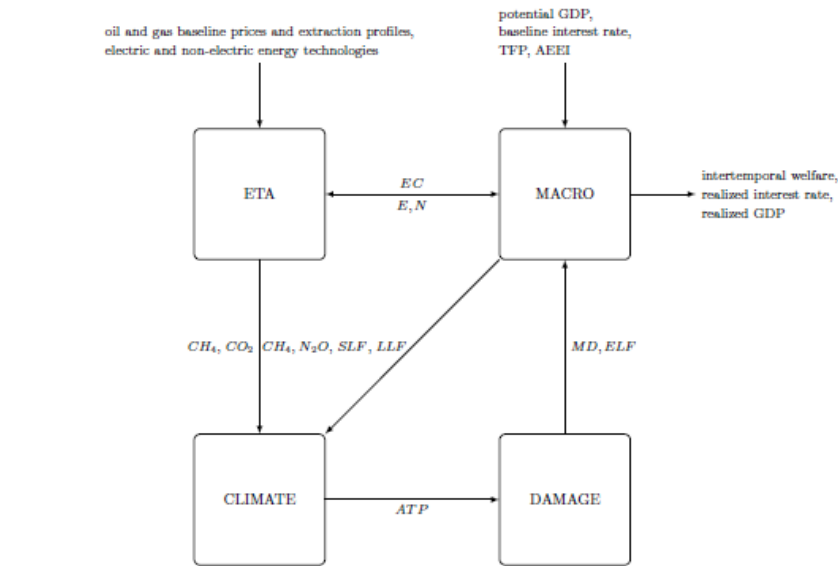 potential GDP,
oil and gas baseline prices and extraction profiles,
baseline interest rate,
electric and non-electric energy technologies
TFP, AEEI
EC
ETA
MACRO
E, N
intertemporal welfare,
realized interest rate,
realized GDP
CH₄, CO₂
CH₄, N₂O, SLF, LLF
MD, ELF
CLIMATE
DAMAGE
ATP